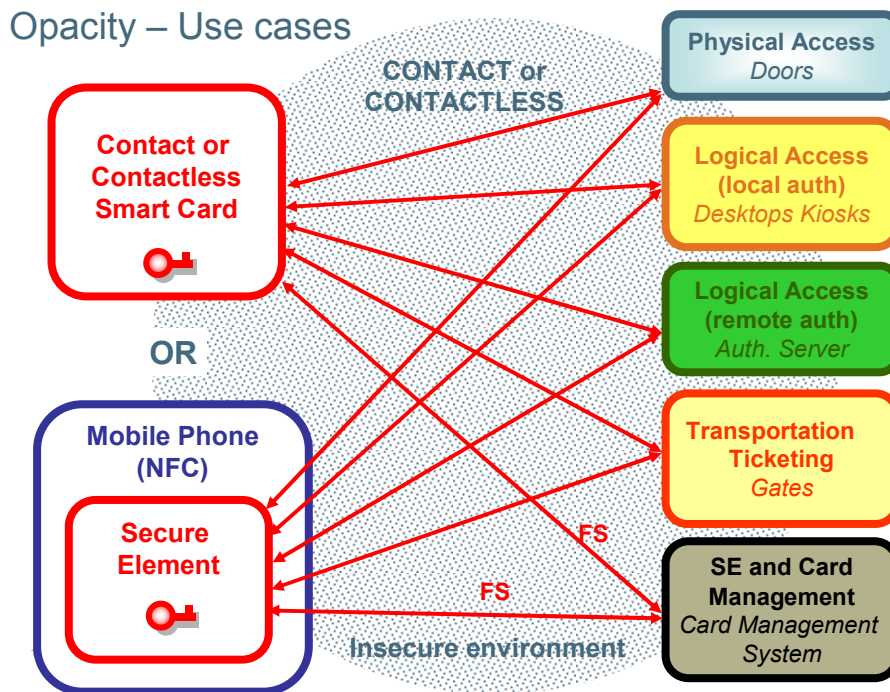 Opacity – Use cases
CONTACT or
CONTACTLESS
Contact or
Contactless
Smart Card
OR
Mobile Phone
(NFC)
Secure
Element
FS
FS
Insecure environment
Physical Access
Doors
Logical Access
(local auth)
Desktops Kiosks
Logical Access
(remote auth)
Auth. Server
Transportation
Ticketing
Gates
SE and Card
Management
Card Management
System